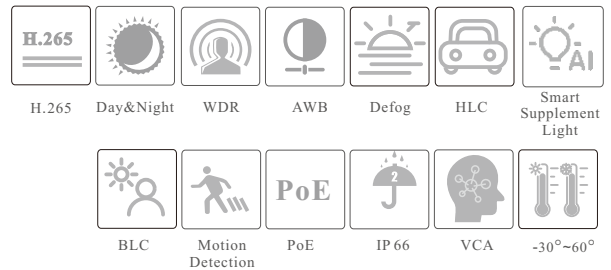 H.265
AI
H.265
Day&Night
WDR
AWB
Defog
HLC
Smart
Supplement
Light
PoE
2
BLC
Motion
Detection
PoE
IP 66
VCA
-30°~60°